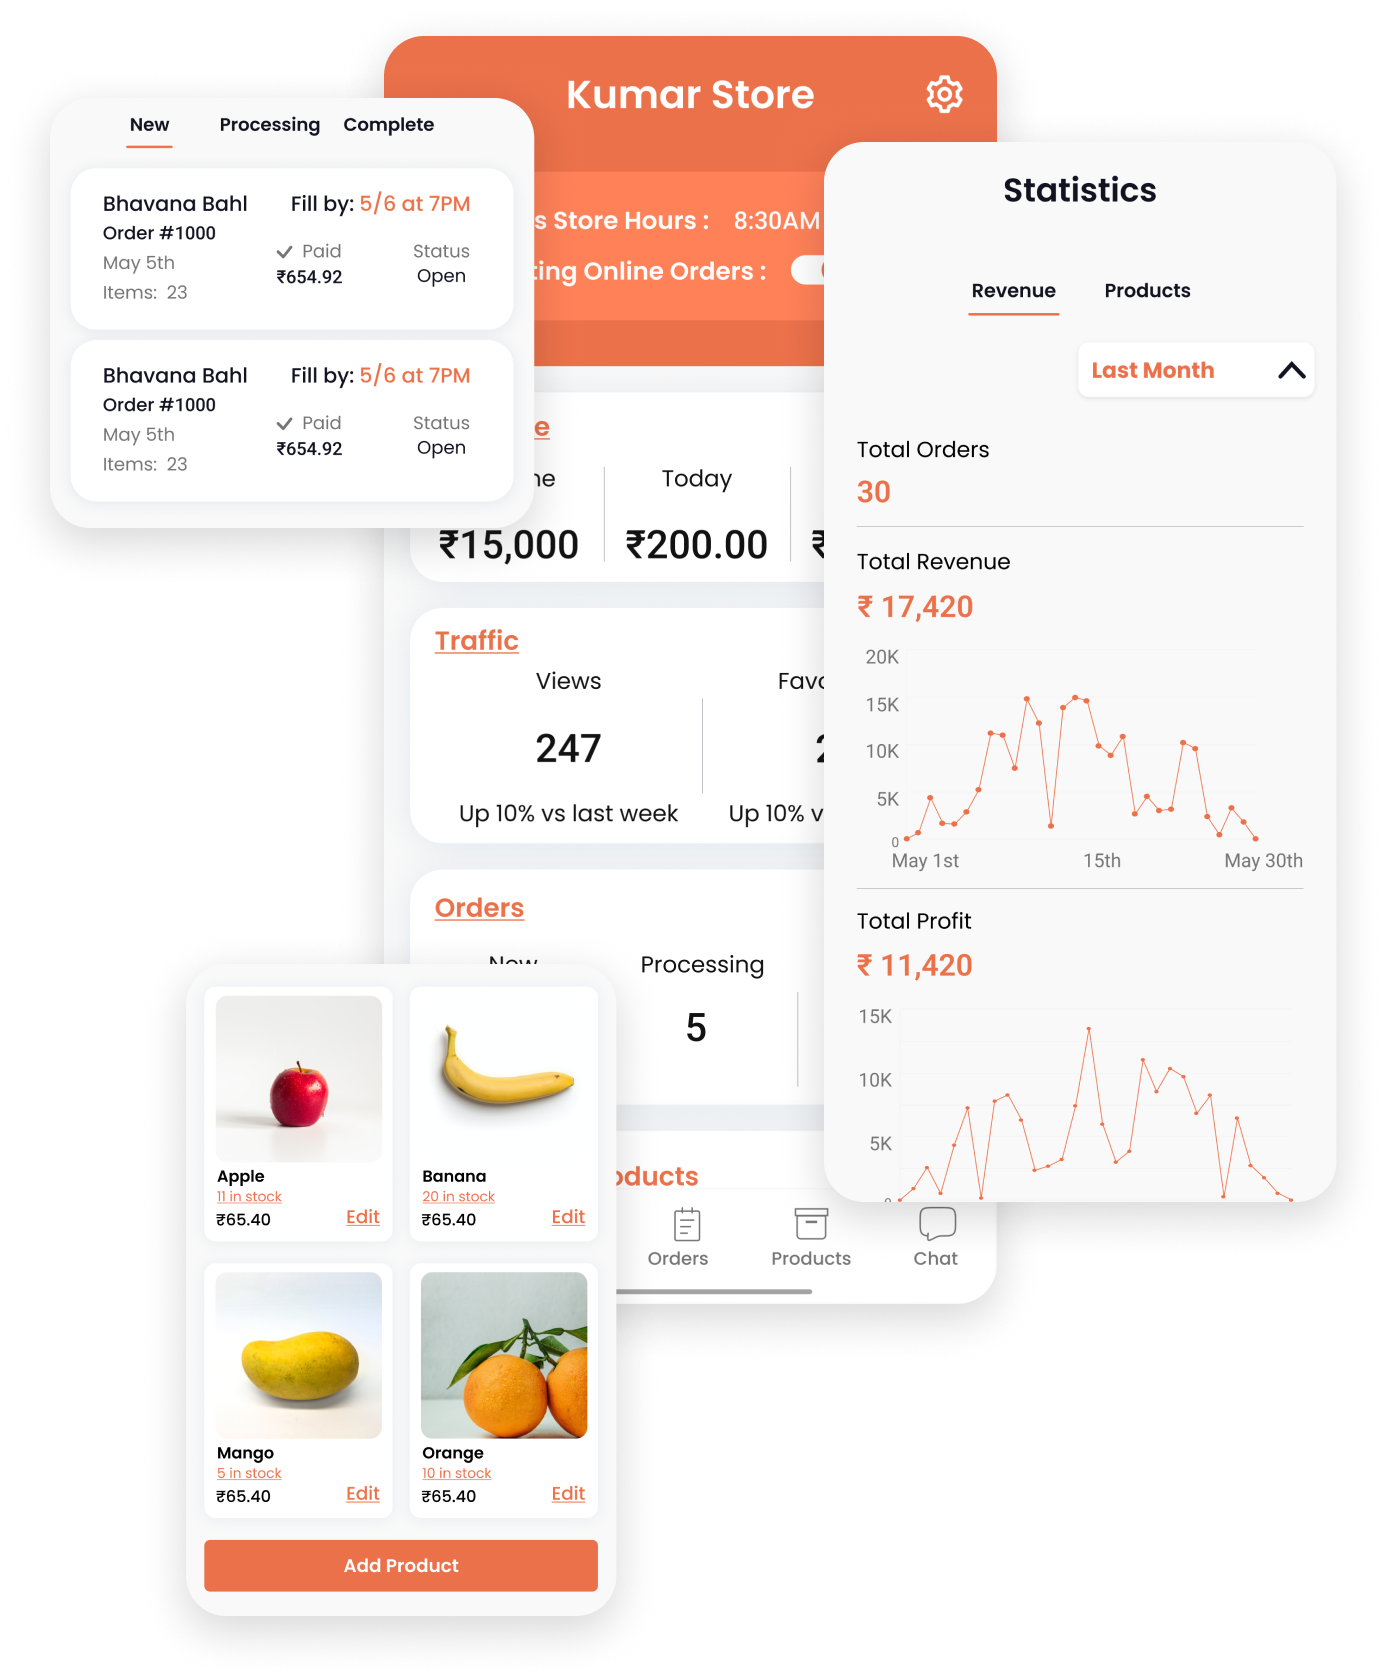 Kumar Store
s Store Hours : 8:30AM
ting Online Orders :
New Processing Complete
Bhavana Bahl Fill by: 5/6 at 7PM
Order #1000
May 5th Paid Status
Items: 23 ₹654.92 Open
Bhavana Bahl Fill by: 5/6 at 7PM
Order #1000
May 5th Paid Status
Items: 23 ₹654.92 Open
e
ne Today
₹15,000 ₹200.00 ₹
Traffic
Views Favo
247
Up 10% vs last week Up 10% v
Orders
New Processing
5
oducts
Orders Products Chat
Statistics
Revenue Products
Last Month
Total Orders
30
Total Revenue
₹ 17,420
20K
15K
10K
5K
0
May 1st 15th May 30th
Total Profit
₹ 11,420
15K
10K
5K
0
Apple
11 in stock
₹65.40 Edit
Banana
20 in stock
₹65.40 Edit
Mango
5 in stock
₹65.40 Edit
Orange
10 in stock
₹65.40 Edit
Add Product